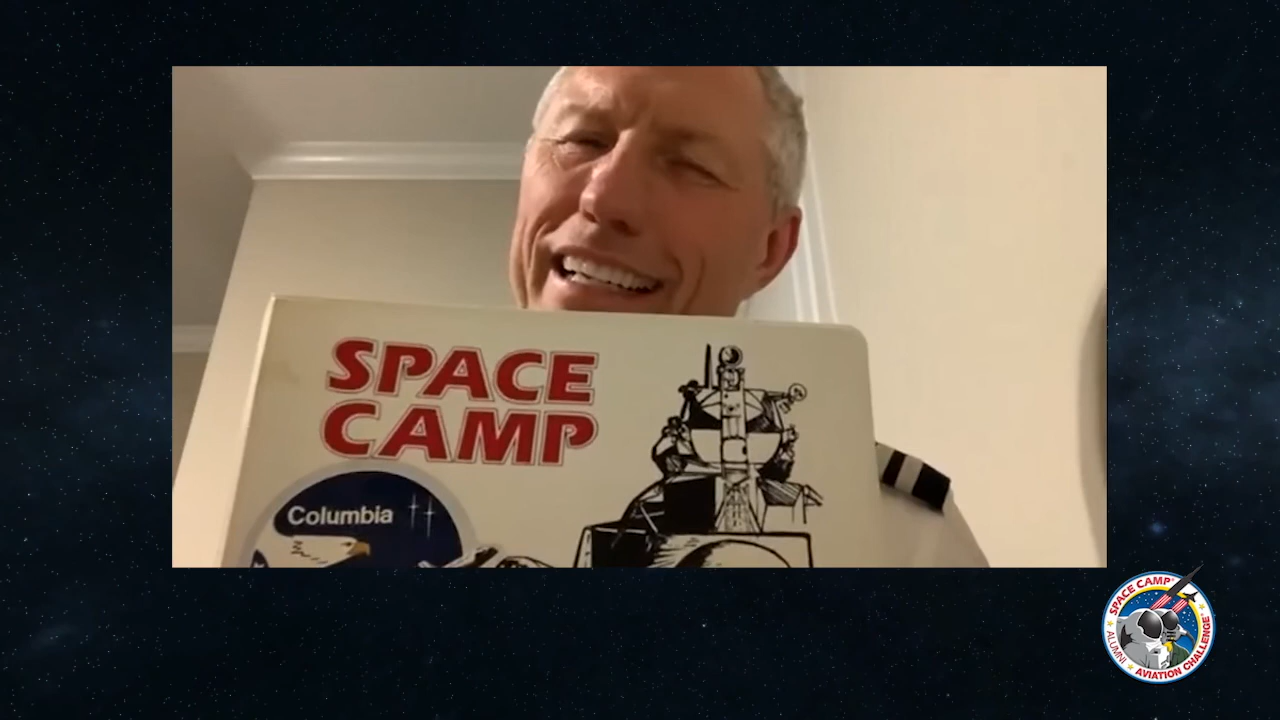 SPACE
CAMP
Columbia
SPACE CAMP®
ALUMNI
AVIATION CHALLENGE®